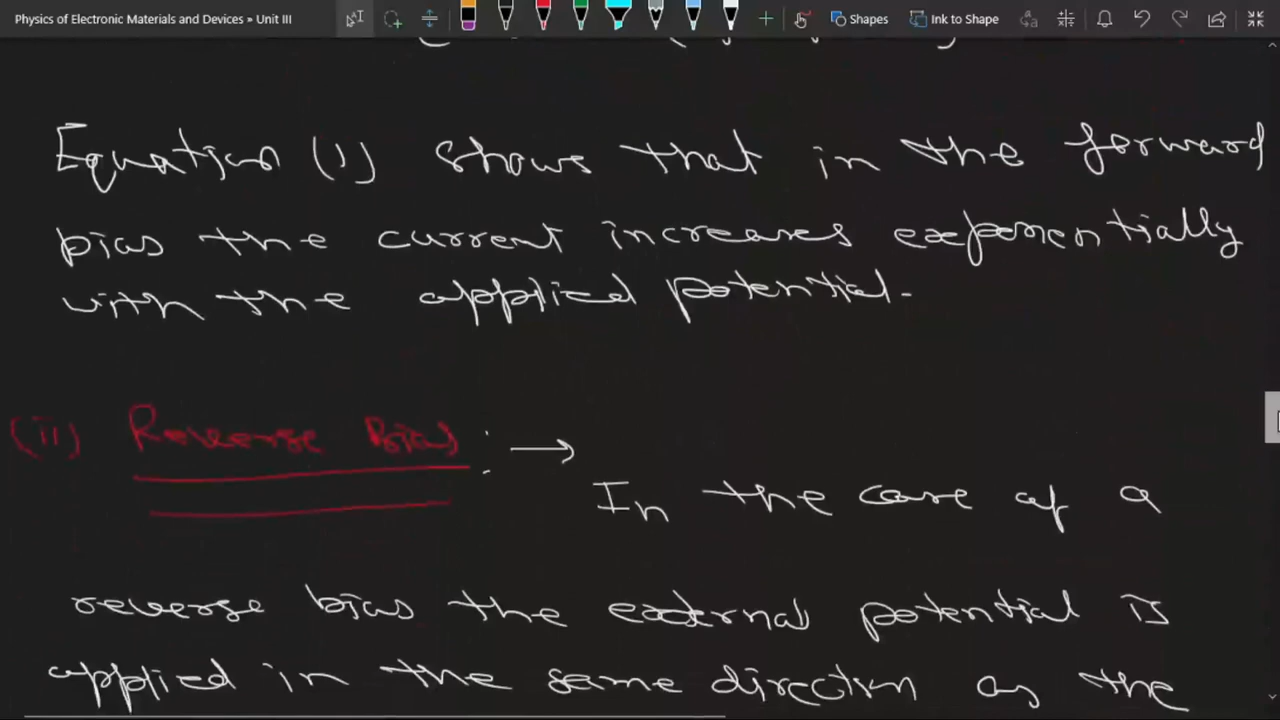 Physics of Electronic Materials and Devices » Unit III
Shapes
Ink to Shape
Equation (1) shows that in the forward
bias the current increases exponentially
with the applied potential.
(ii) Reverse Bias : →
In the case of a
reverse bias the external potential is
applied in the same direction as the